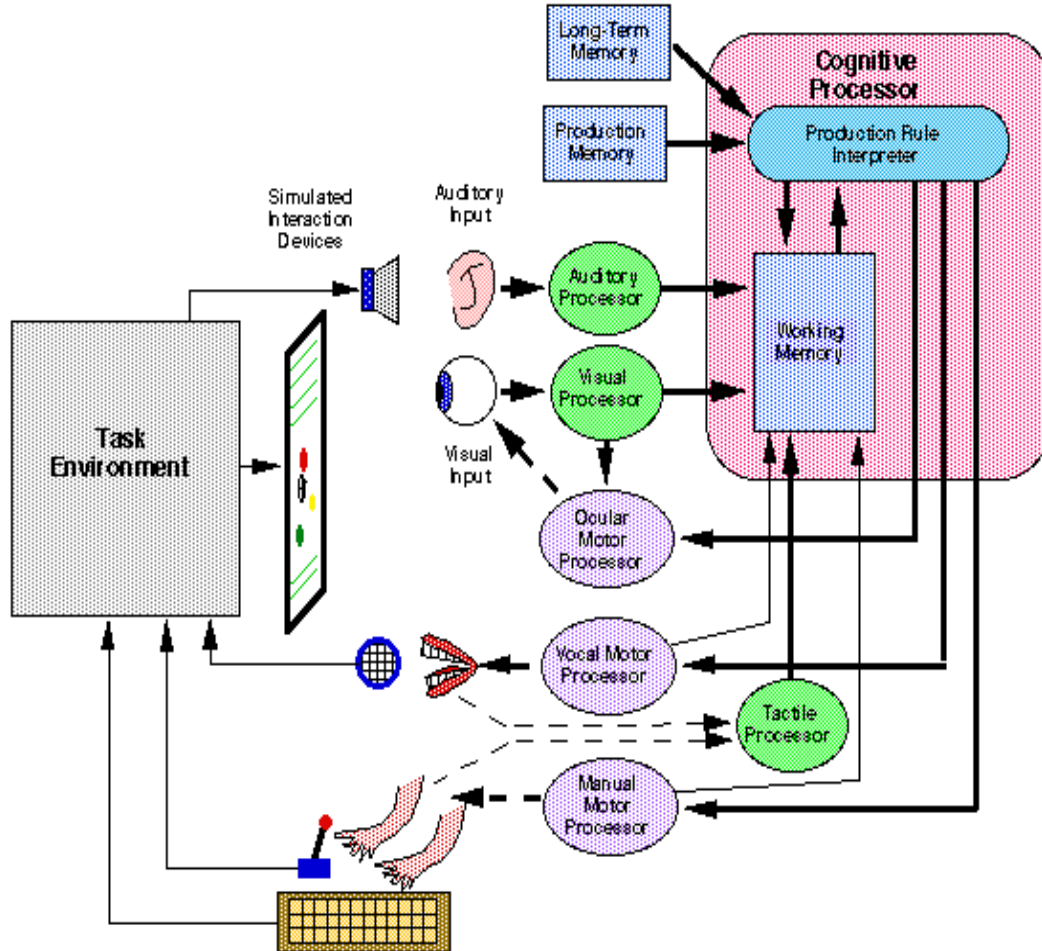 Long-Term
Memory
Cognitive
Processor
Production
Memory
Production Rule
Interpreter
Simulated
Interaction
Devices
Auditory
Input
Auditory
Processor
Working
Memory
Visual
Processor
Task
Environment
Visual
Input
Ocular
Motor
Processor
Vocal Motor
Processor
Tactile
Processor
Manual
Motor
Processor